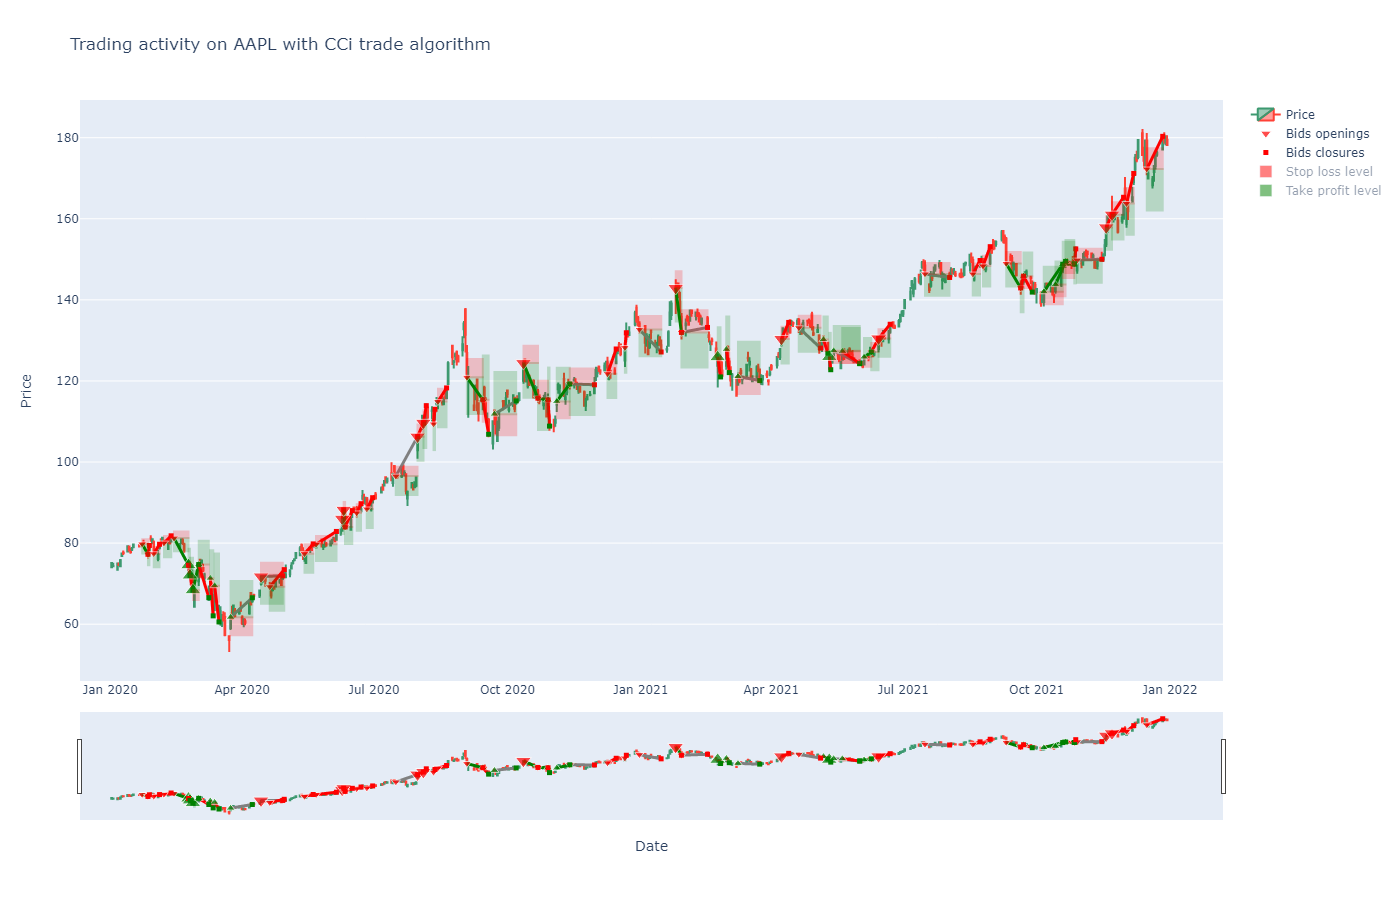 Trading activity on AAPL with CCi trade algorithm
Price
Bids openings
Bids closures
Stop loss level
Take profit level
Price
180
160
140
120
100
80
60
Jan 2020
Apr 2020
Jul 2020
Oct 2020
Jan 2021
Apr 2021
Jul 2021
Oct 2021
Jan 2022
Date